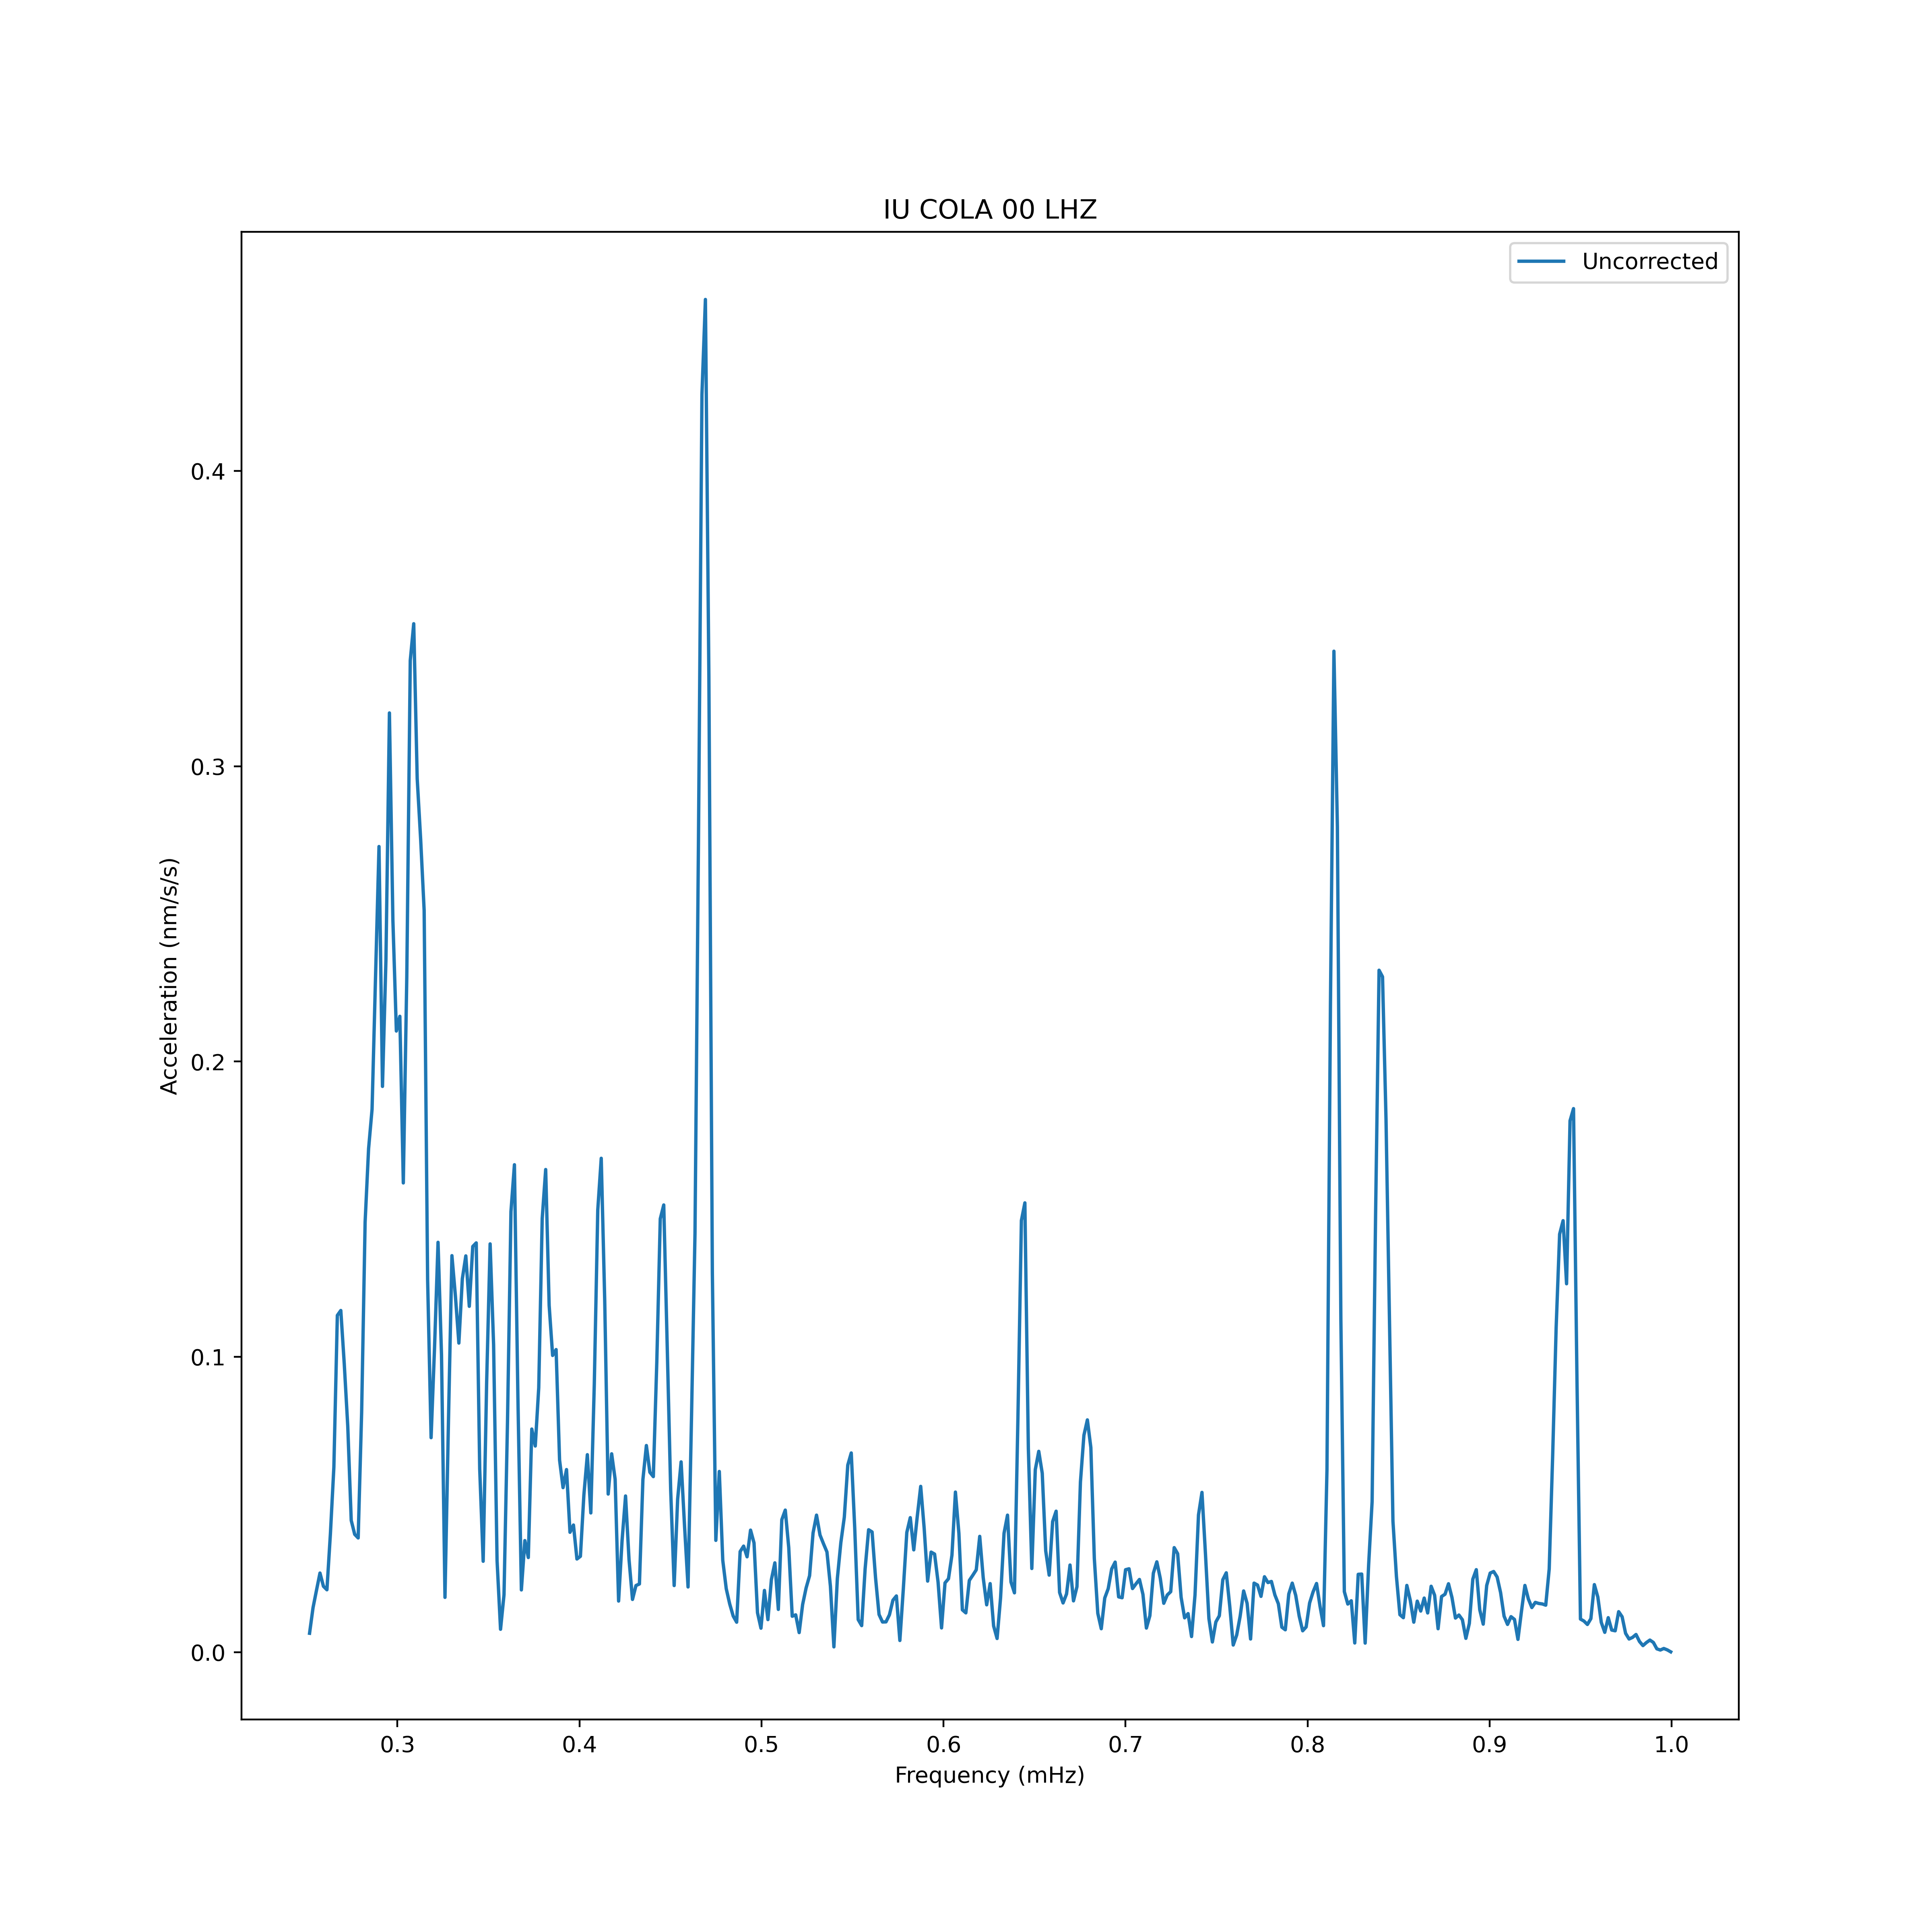 IU COLA 00 LHZ
Uncorrected
0.4
0.3
0.2
0.1
0.0
Acceleration (nm/s/s)
0.3 0.4 0.5 0.6 0.7 0.8 0.9 1.0
Frequency (mHz)